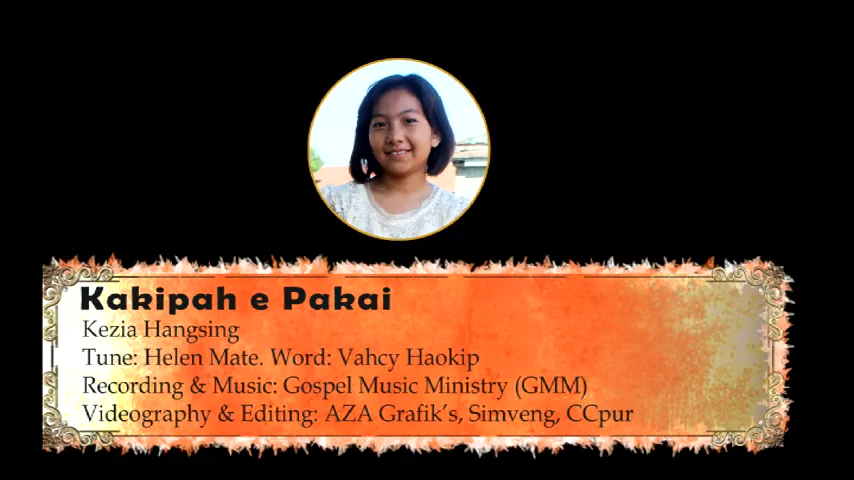 Kakipah e Pakai
Kezia Hangsing
Tune: Helen Mate. Word: Vahcy Haokip
Recording & Music: Gospel Music Ministry (GMM)
Videography & Editing: AZA Grafik's, Simveng, CCpur